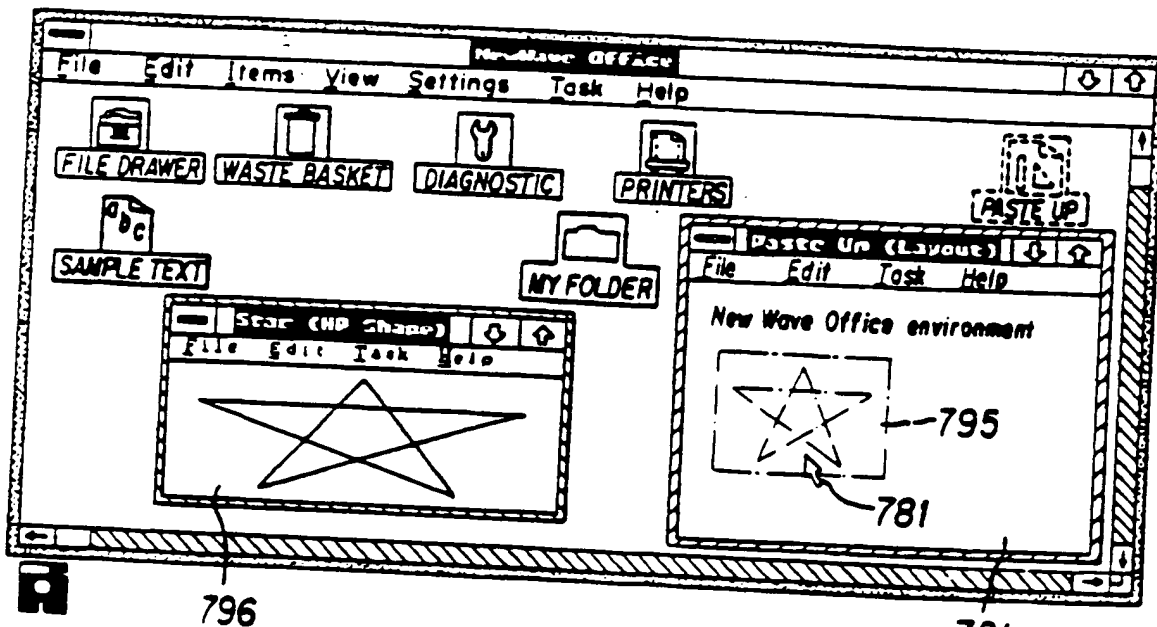 NewWave Office
File Edit Items View Settings Task Help
FILE DRAWER WASTE BASKET DIAGNOSTIC PRINTERS PASTE UP
abc
SAMPLE TEXT MY FOLDER
Paste Up (Layout)
File Edit Task Help
New Wave Office environment
Star (HP Shape)
File Edit Task Help
795
781
796